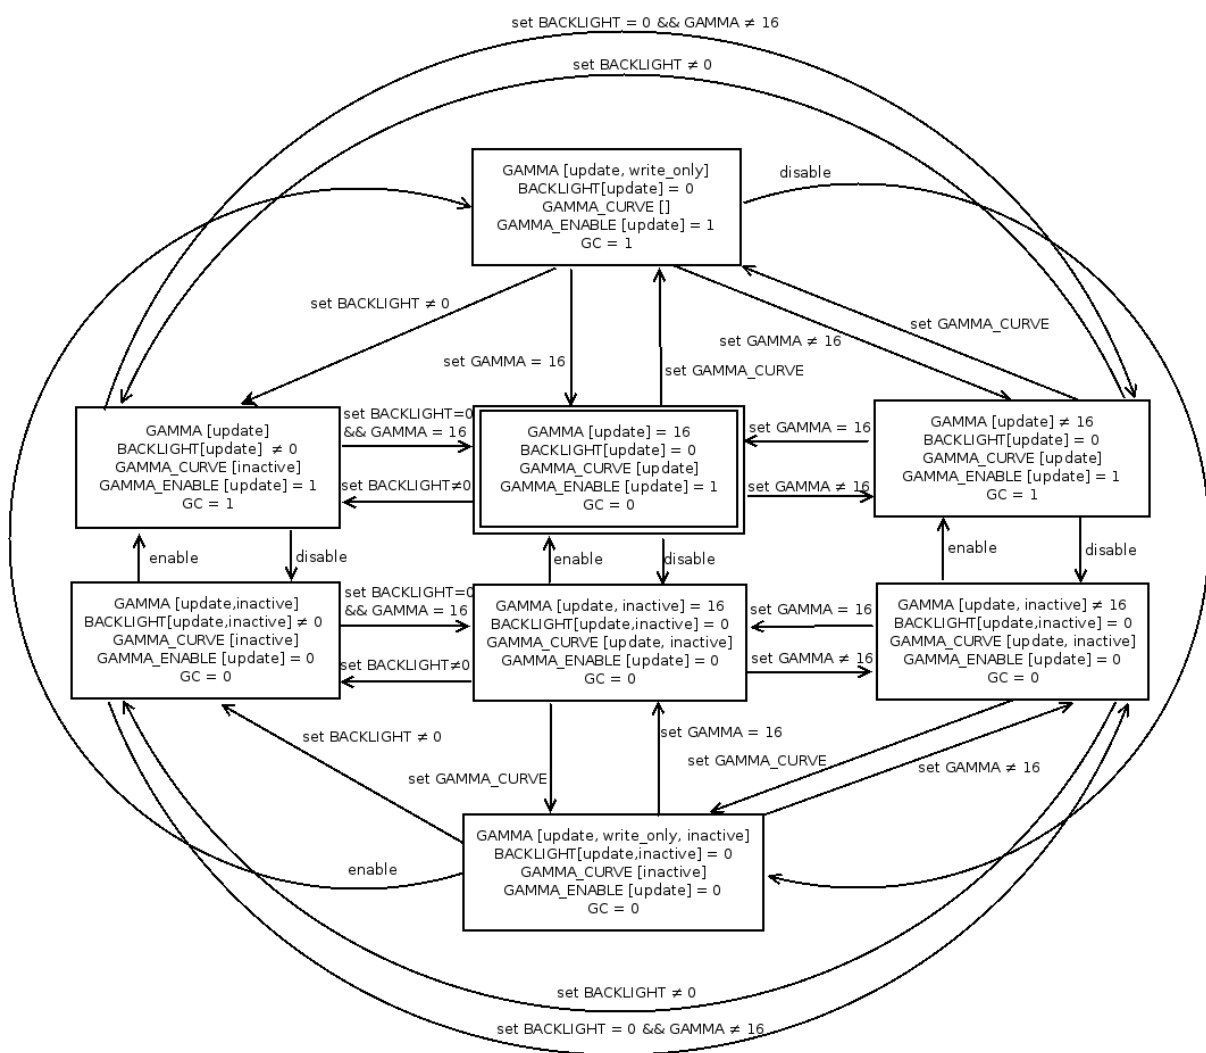 set BACKLIGHT = 0 && GAMMA ≠ 16
set BACKLIGHT ≠ 0
GAMMA [update, write_only]
BACKLIGHT[update] = 0
GAMMA_CURVE []
GAMMA_ENABLE [update] = 1
GC = 1
disable
set BACKLIGHT ≠ 0
set GAMMA = 16
set GAMMA_CURVE
set GAMMA ≠ 16
set GAMMA_CURVE
GAMMA [update]
BACKLIGHT[update] ≠ 0
GAMMA_CURVE [inactive]
GAMMA_ENABLE [update] = 1
GC = 1
set BACKLIGHT=0
&& GAMMA = 16
set BACKLIGHT≠0
GAMMA [update] = 16
BACKLIGHT[update] = 0
GAMMA_CURVE [update]
GAMMA_ENABLE [update] = 1
GC = 0
set GAMMA = 16
set GAMMA ≠ 16
GAMMA [update] ≠ 16
BACKLIGHT[update] = 0
GAMMA_CURVE [update]
GAMMA_ENABLE [update] = 1
GC = 1
enable
disable
enable
disable
enable
disable
GAMMA [update,inactive]
BACKLIGHT[update,inactive] ≠ 0
GAMMA_CURVE [inactive]
GAMMA_ENABLE [update] = 0
GC = 0
set BACKLIGHT=0
&& GAMMA = 16
set BACKLIGHT≠0
GAMMA [update, inactive] = 16
BACKLIGHT[update,inactive] = 0
GAMMA_CURVE [update, inactive]
GAMMA_ENABLE [update] = 0
GC = 0
set GAMMA = 16
set GAMMA ≠ 16
GAMMA [update, inactive] ≠ 16
BACKLIGHT[update,inactive] = 0
GAMMA_CURVE [update, inactive]
GAMMA_ENABLE [update] = 0
GC = 0
set BACKLIGHT ≠ 0
set GAMMA_CURVE
set GAMMA = 16
set GAMMA_CURVE
set GAMMA ≠ 16
GAMMA [update, write_only, inactive]
BACKLIGHT[update,inactive] = 0
GAMMA_CURVE [inactive]
GAMMA_ENABLE [update] = 0
GC = 0
enable
set BACKLIGHT ≠ 0
set BACKLIGHT = 0 && GAMMA ≠ 16